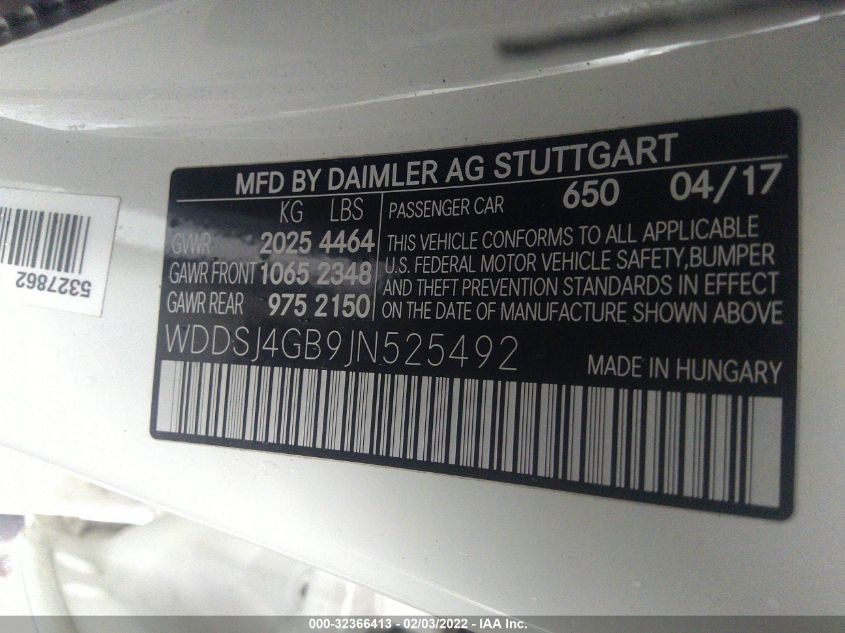 MFD BY DAIMLER AG STUTTGART
KG LBS
GVWR 2025 4464
GAWR FRONT 1065 2348
GAWR REAR 975 2150
PASSENGER CAR 650 04/17
THIS VEHICLE CONFORMS TO ALL APPLICABLE
U.S. FEDERAL MOTOR VEHICLE SAFETY,BUMPER
AND THEFT PREVENTION STANDARDS IN EFFECT
ON THE DATE OF MANUFACTURE SHOWN ABOVE
WDDSJ4GB9JN525492
MADE IN HUNGARY
5327862
000-32366413 - 02/03/2022 - IAA Inc.